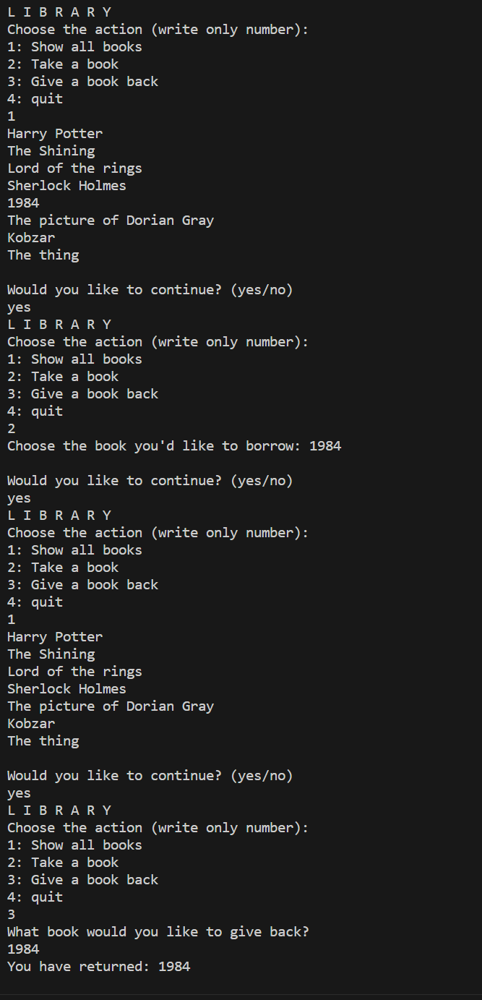 L I B R A R Y
Choose the action (write only number):
1: Show all books
2: Take a book
3: Give a book back
4: quit
1
Harry Potter
The Shining
Lord of the rings
Sherlock Holmes
1984
The picture of Dorian Gray
Kobzar
The thing

Would you like to continue? (yes/no)
yes
L I B R A R Y
Choose the action (write only number):
1: Show all books
2: Take a book
3: Give a book back
4: quit
2
Choose the book you'd like to borrow: 1984

Would you like to continue? (yes/no)
yes
L I B R A R Y
Choose the action (write only number):
1: Show all books
2: Take a book
3: Give a book back
4: quit
1
Harry Potter
The Shining
Lord of the rings
Sherlock Holmes
The picture of Dorian Gray
Kobzar
The thing

Would you like to continue? (yes/no)
yes
L I B R A R Y
Choose the action (write only number):
1: Show all books
2: Take a book
3: Give a book back
4: quit
3
What book would you like to give back?
1984
You have returned: 1984